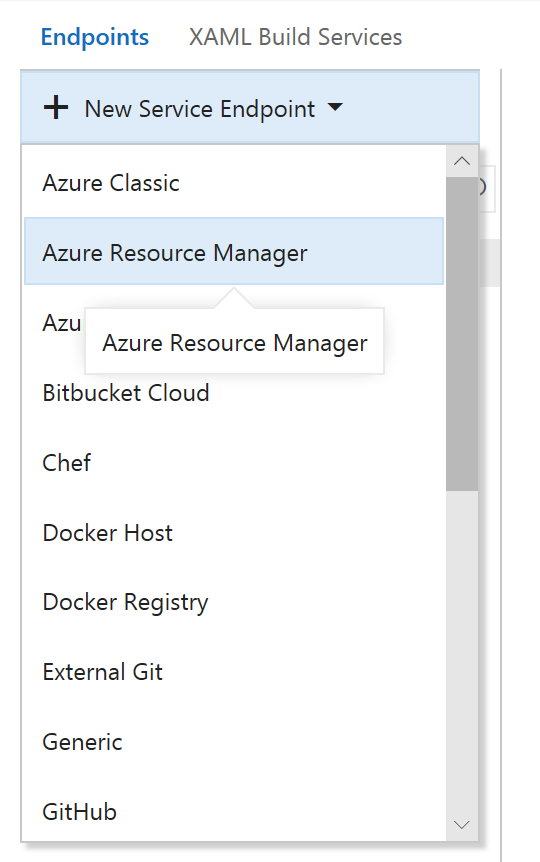 Endpoints XAML Build Services
+ New Service Endpoint
Azure Classic
Azure Resource Manager
Azure Resource Manager
Bitbucket Cloud
Chef
Docker Host
Docker Registry
External Git
Generic
GitHub